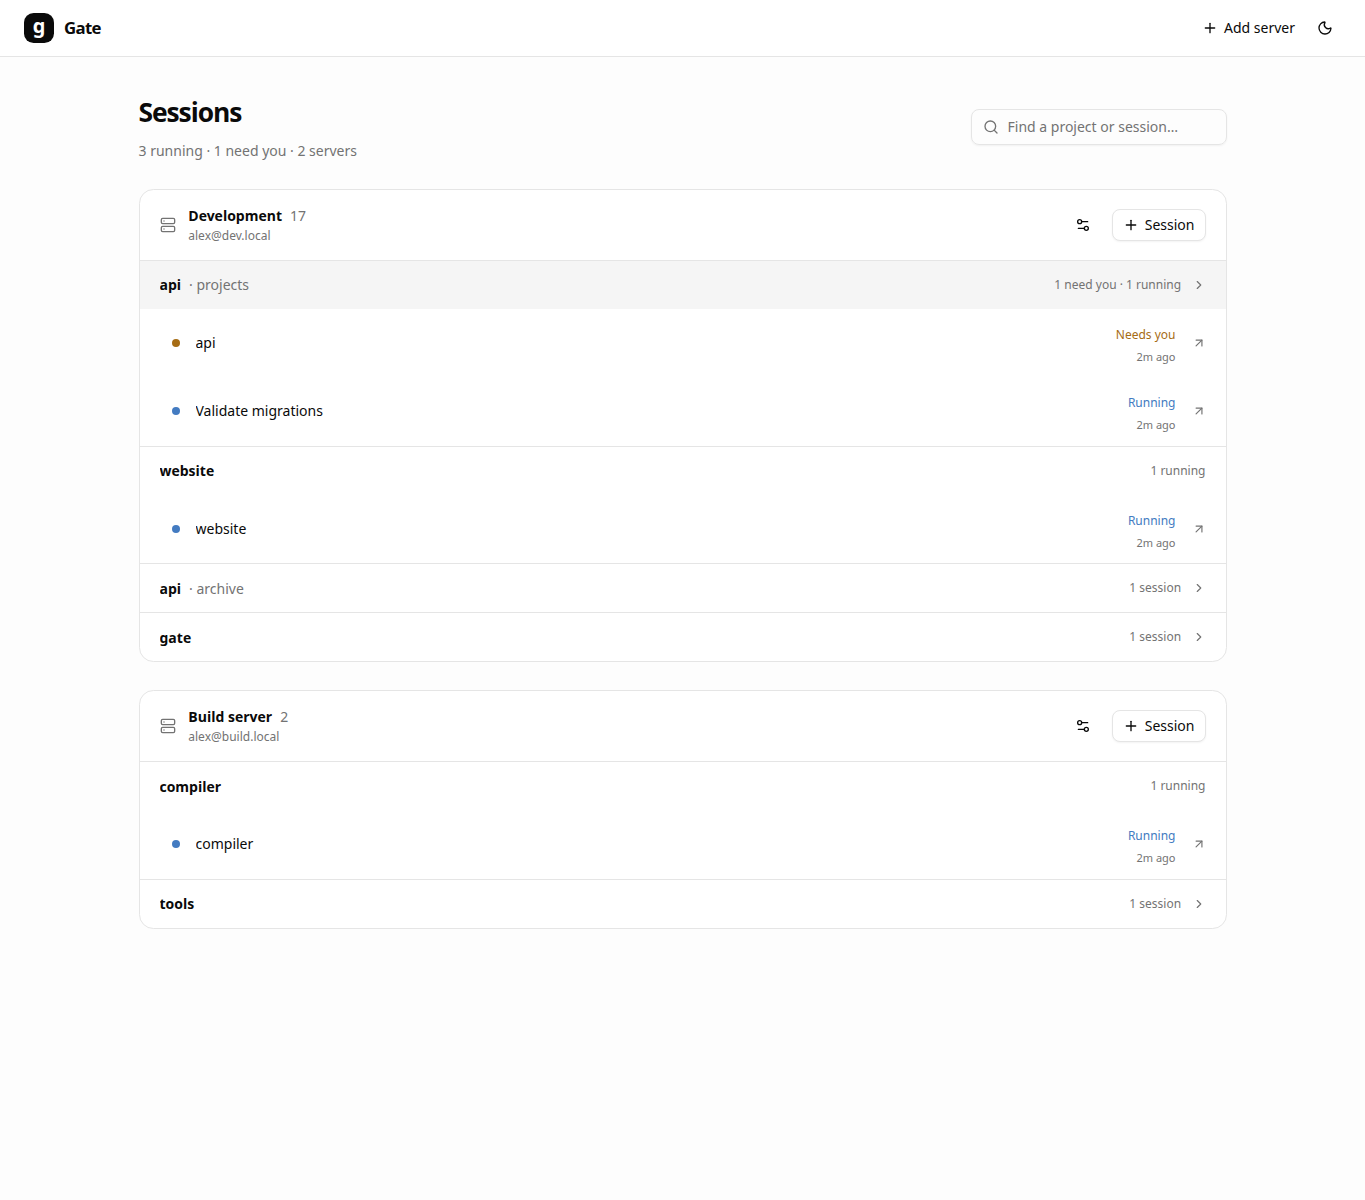 g Gate
+ Add server
Sessions
3 running · 1 need you · 2 servers
Find a project or session...
Development 17
alex@dev.local
+ Session
api · projects
1 need you · 1 running
api
Needs you
2m ago
Validate migrations
Running
2m ago
website
1 running
website
Running
2m ago
api · archive
1 session
gate
1 session
Build server 2
alex@build.local
+ Session
compiler
1 running
compiler
Running
2m ago
tools
1 session